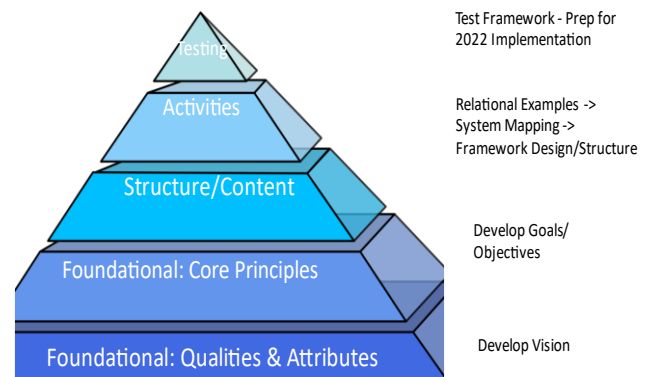 Testing
Test Framework - Prep for
2022 Implementation
Activities
Relational Examples ->
System Mapping ->
Framework Design/Structure
Structure/Content
Develop Goals/
Objectives
Foundational: Core Principles
Foundational: Qualities & Attributes
Develop Vision